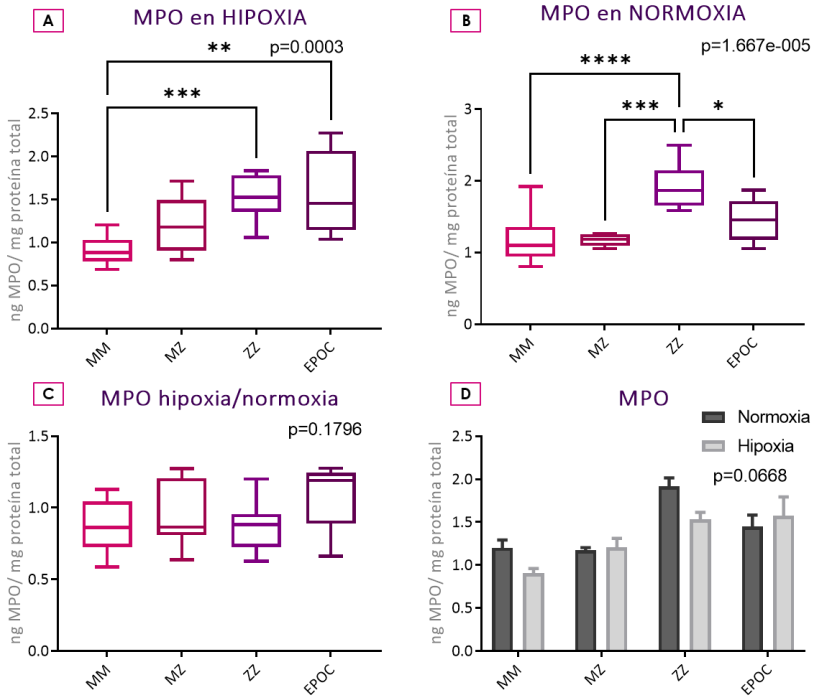 A
MPO en HIPOXIA
p=0.0003
**
***
ng MPO/ mg proteína total
2.5
2.0
1.5
1.0
0.5
0.0
MM
MZ
ZZ
EPOC
B
MPO en NORMOXIA
p=1.667e-005
****
***
*
ng MPO/ mg proteína total
3
2
1
0
MM
MZ
ZZ
EPOC
C
MPO hipoxia/normoxia
p=0.1796
ng MPO/ mg proteína total
1.5
1.0
0.5
0.0
MM
MZ
ZZ
EPOC
D
MPO
Normoxia
Hipoxia
p=0.0668
ng MPO/ mg proteína total
2.5
2.0
1.5
1.0
0.5
0.0
MM
MZ
ZZ
EPOC